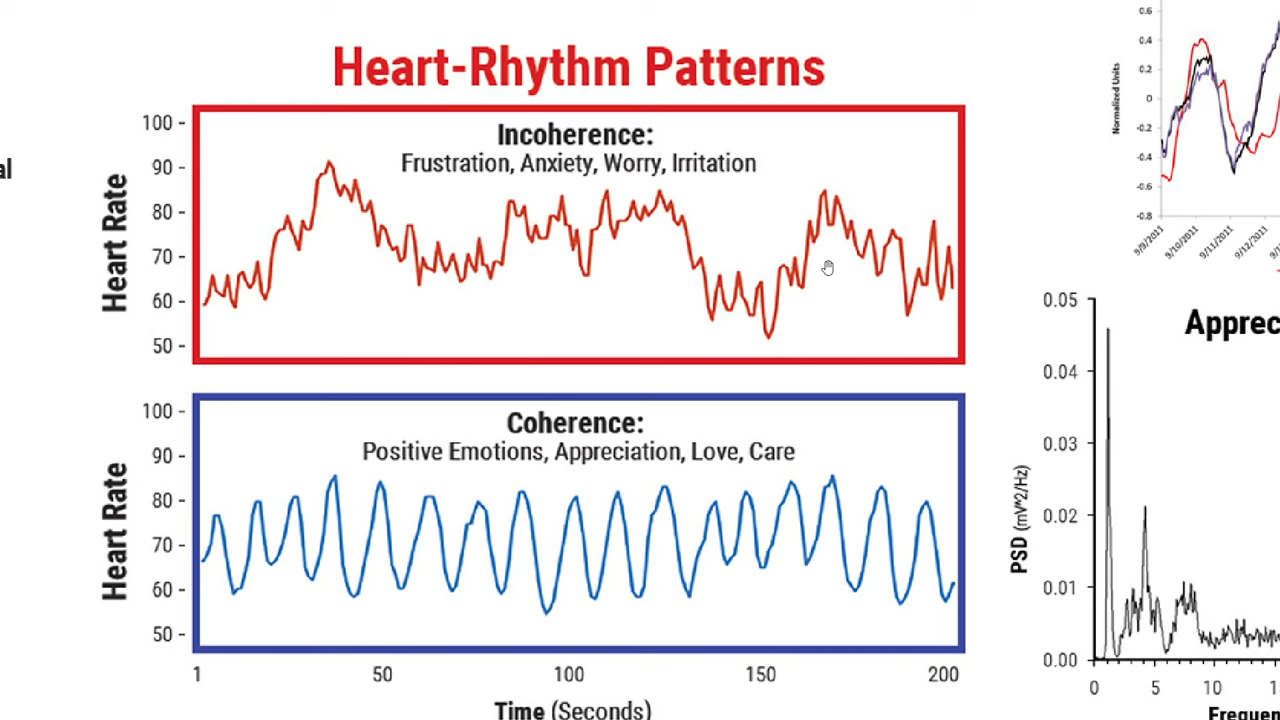 al
Heart-Rhythm Patterns
Incoherence:
Frustration, Anxiety, Worry, Irritation
Heart Rate
100
90
80
70
60
50
Coherence:
Positive Emotions, Appreciation, Love, Care
Heart Rate
100
90
80
70
60
50
1 50 100 150 200
Time (Seconds)
Normalized Units
0.6
0.4
0.2
0
-0.2
-0.4
-0.6
-0.8
9/9/2011 9/10/2011 9/11/2011 9/12/2011
Apprec
PSD (mV^2/Hz)
0.05
0.04
0.03
0.02
0.01
0.00
0 5 10
Frequen